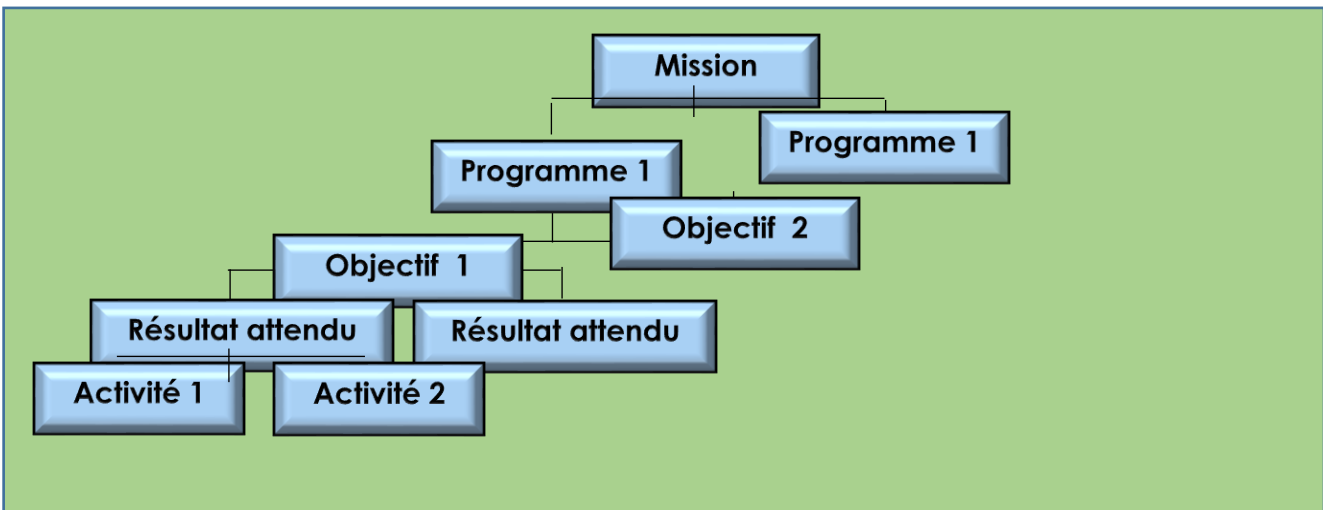 Mission
Programme 1
Programme 1
Objectif 2
Objectif 1
Résultat attendu
Résultat attendu
Activité 1
Activité 2